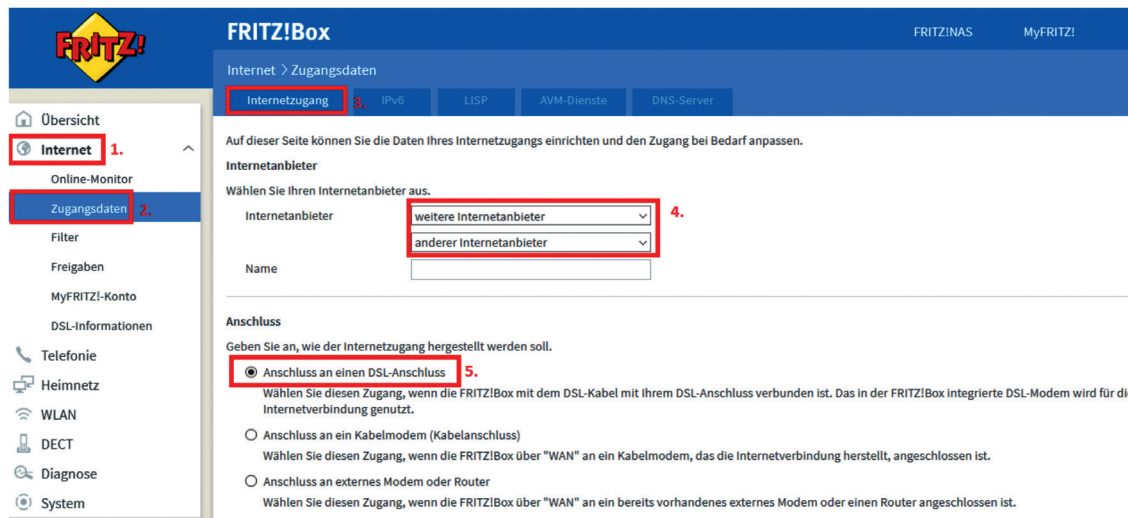 FRITZ!
FRITZ!Box
FRITZ!NAS
MyFRITZ!
Internet > Zugangsdaten
Internetzugang 3. IPv6 LISP AVM-Dienste DNS-Server
Übersicht
Internet 1.
Online-Monitor
Zugangsdaten 2.
Filter
Freigaben
MyFRITZ!-Konto
DSL-Informationen
Telefonie
Heimnetz
WLAN
DECT
Diagnose
System
Auf dieser Seite können Sie die Daten Ihres Internetzugangs einrichten und den Zugang bei Bedarf anpassen.
Internetanbieter
Wählen Sie Ihren Internetanbieter aus.
Internetanbieter weitere Internetanbieter 4.
anderer Internetanbieter
Name
Anschluss
Geben Sie an, wie der Internetzugang hergestellt werden soll.
Anschluss an einen DSL-Anschluss 5.
Wählen Sie diesen Zugang, wenn die FRITZ!Box mit dem DSL-Kabel mit Ihrem DSL-Anschluss verbunden ist. Das in der FRITZ!Box integrierte DSL-Modem wird für di
Internetverbindung genutzt.
Anschluss an ein Kabelmodem (Kabelanschluss)
Wählen Sie diesen Zugang, wenn die FRITZ!Box über "WAN" an ein Kabelmodem, das die Internetverbindung herstellt, angeschlossen ist.
Anschluss an externes Modem oder Router
Wählen Sie diesen Zugang, wenn die FRITZ!Box über "WAN" an ein bereits vorhandenes externes Modem oder einen Router angeschlossen ist.